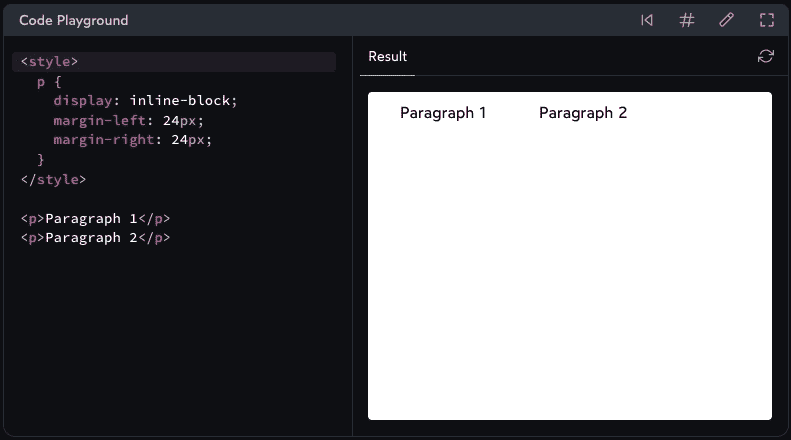 Code Playground
<style>
  p {
    display: inline-block;
    margin-left: 24px;
    margin-right: 24px;
  }
</style>

<p>Paragraph 1</p>
<p>Paragraph 2</p>
Result
Paragraph 1 Paragraph 2